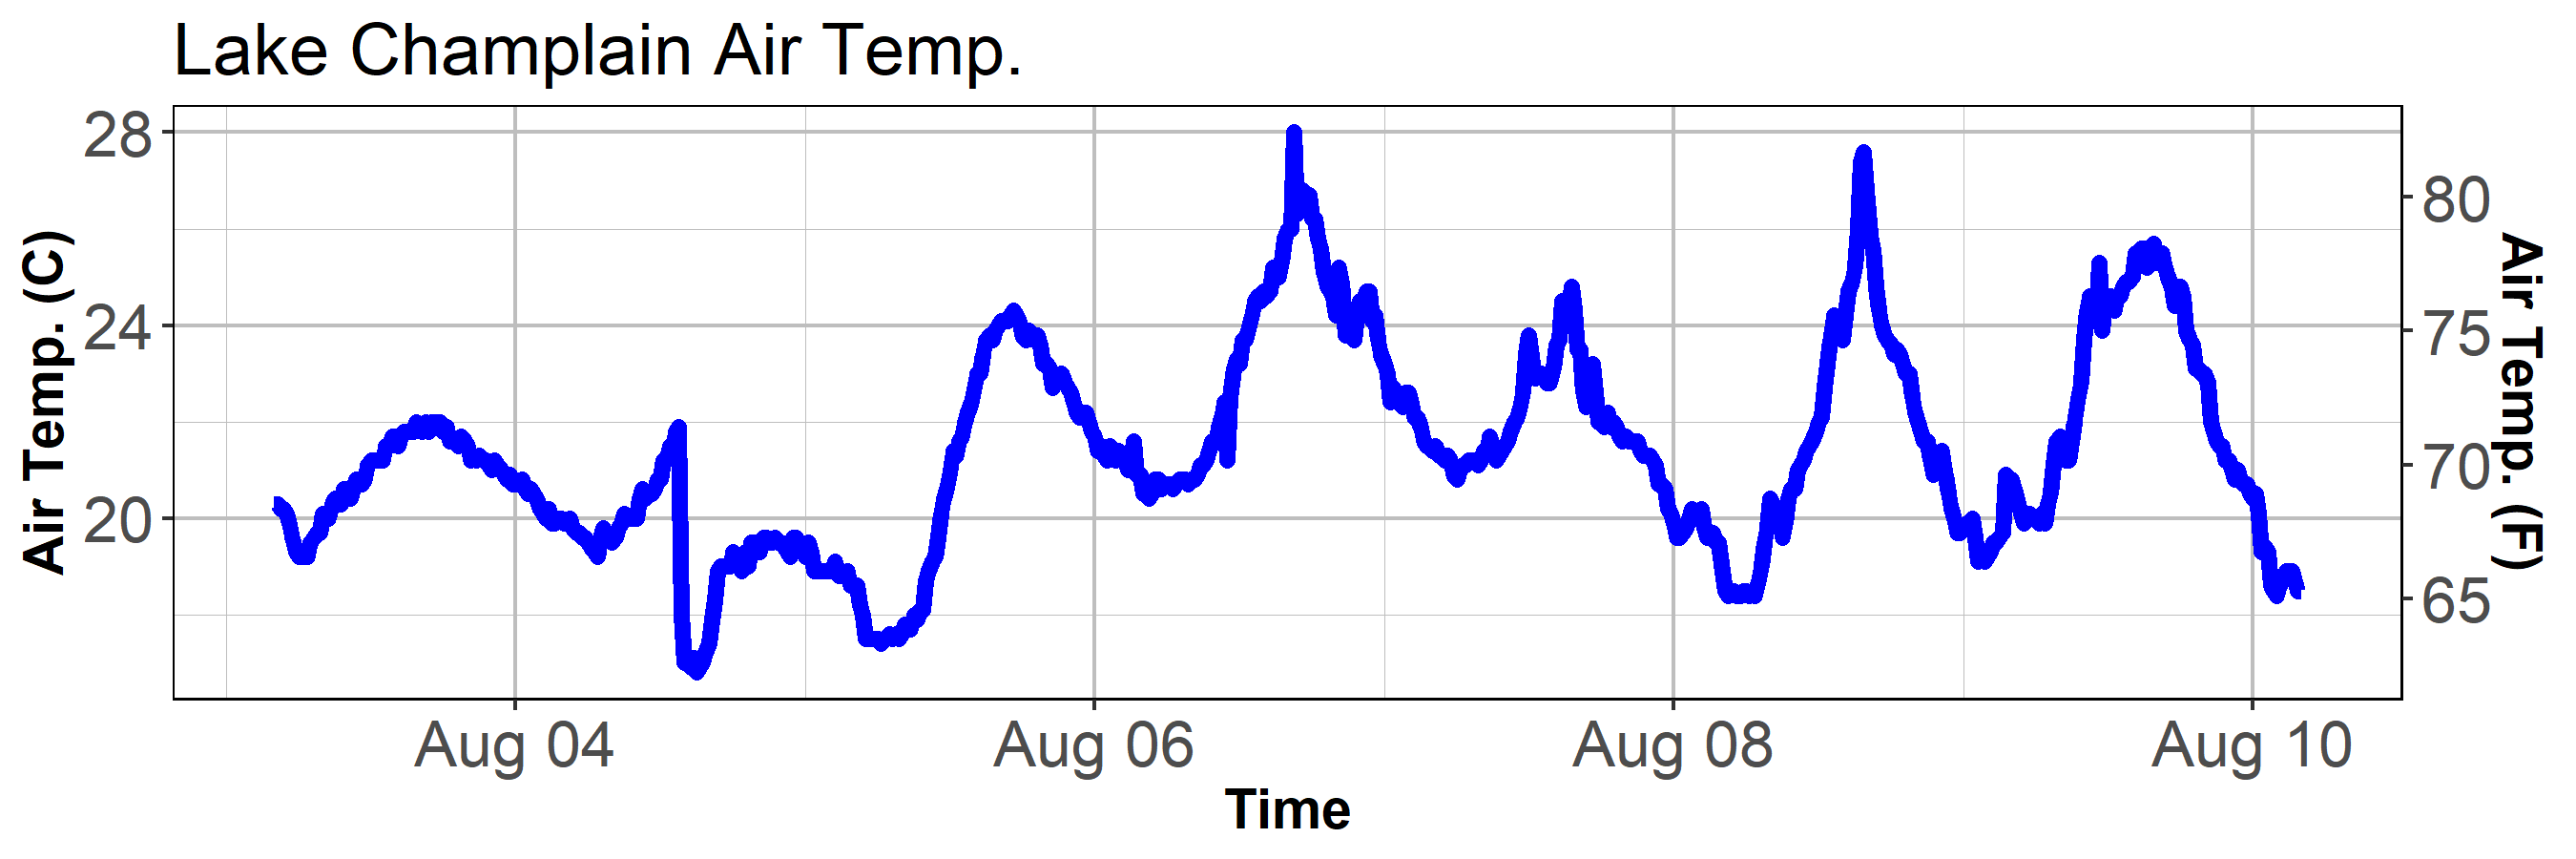 Lake Champlain Air Temp.
28
24
20
Air Temp. (C)
80
75
70
65
Air Temp. (F)
Aug 04
Aug 06
Aug 08
Aug 10
Time